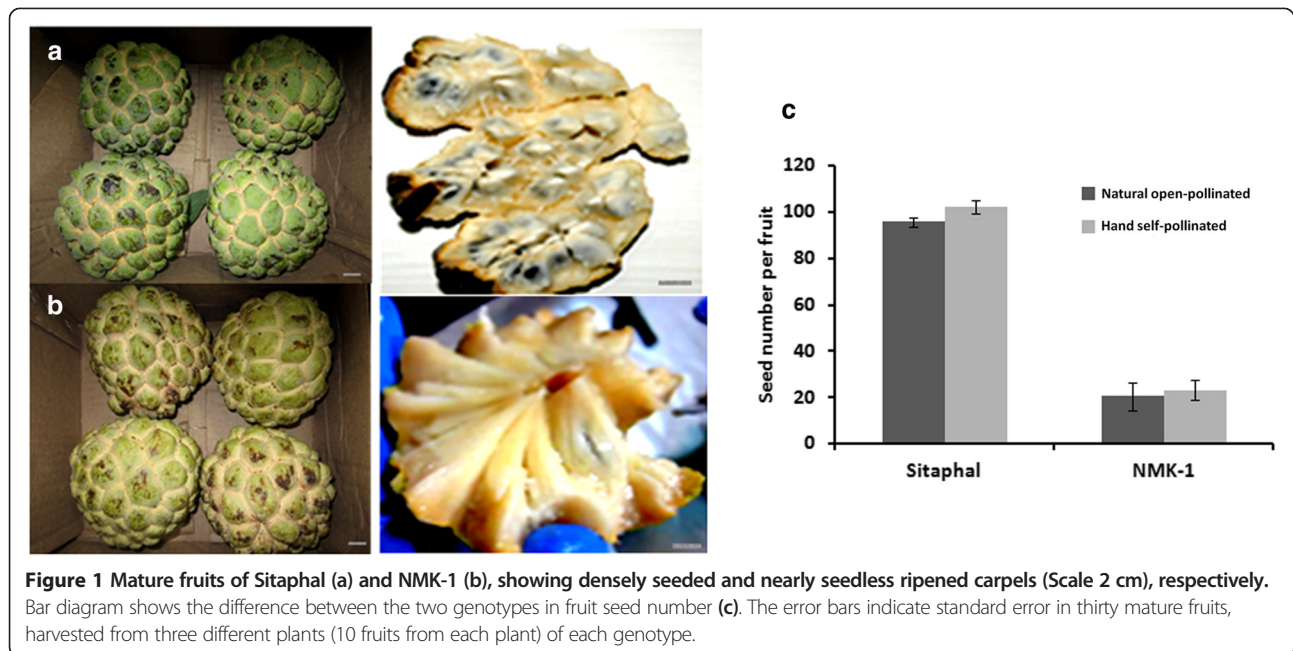 a
b
c
120
100
80
60
40
20
0
Seed number per fruit
Natural open-pollinated
Hand self-pollinated
Sitaphal
NMK-1
Figure 1 Mature fruits of Sitaphal (a) and NMK-1 (b), showing densely seeded and nearly seedless ripened carpels (Scale 2 cm), respectively.
Bar diagram shows the difference between the two genotypes in fruit seed number (c). The error bars indicate standard error in thirty mature fruits,
harvested from three different plants (10 fruits from each plant) of each genotype.